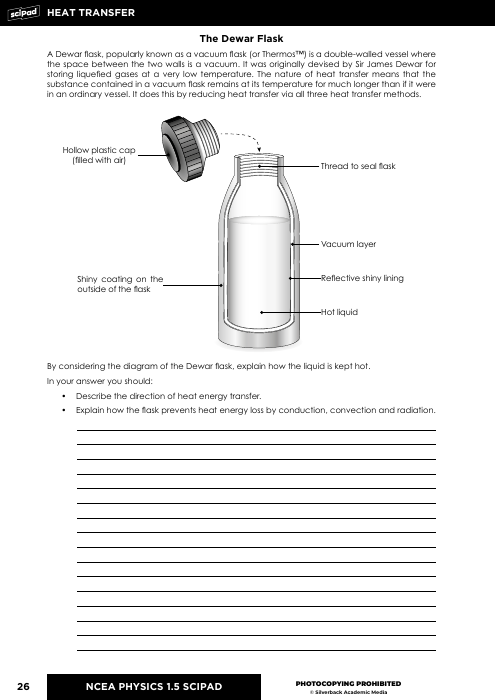 scipad HEAT TRANSFER
The Dewar Flask
A Dewar flask, popularly known as a vacuum flask (or Thermos™) is a double-walled vessel where
the space between the two walls is a vacuum. It was originally devised by Sir James Dewar for
storing liquefied gases at a very low temperature. The nature of heat transfer means that the
substance contained in a vacuum flask remains at its temperature for much longer than if it were
in an ordinary vessel. It does this by reducing heat transfer via all three heat transfer methods.
Hollow plastic cap
(filled with air)
Thread to seal flask
Vacuum layer
Shiny coating on the
outside of the flask
Reflective shiny lining
Hot liquid
By considering the diagram of the Dewar flask, explain how the liquid is kept hot.
In your answer you should:
• Describe the direction of heat energy transfer.
• Explain how the flask prevents heat energy loss by conduction, convection and radiation.
26
NCEA PHYSICS 1.5 SCIPAD
PHOTOCOPYING PROHIBITED
© Silverback Academic Media